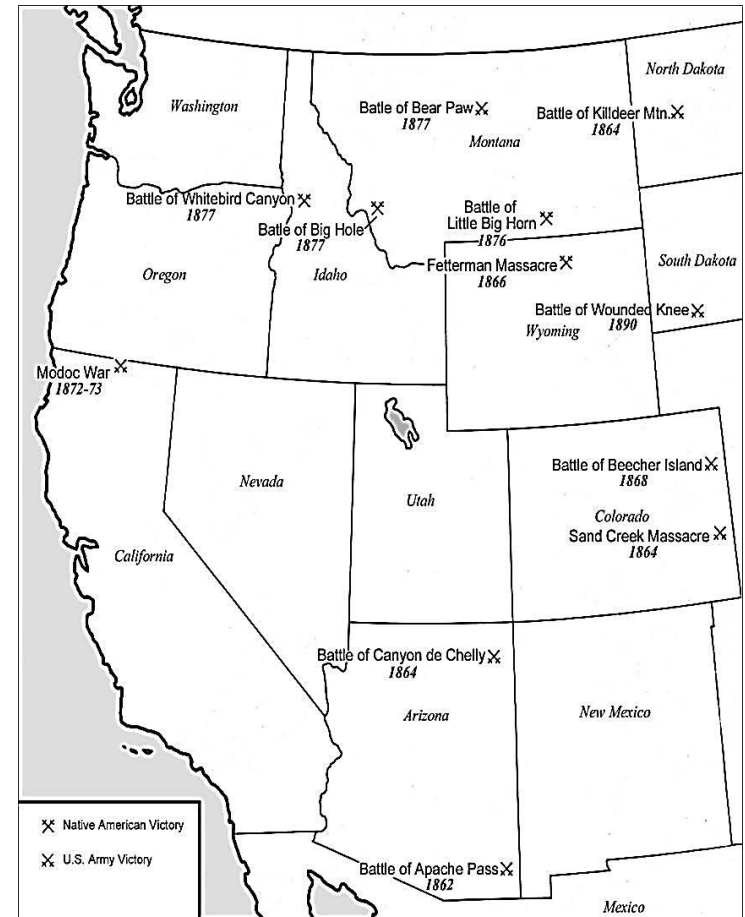 North Dakota
Washington
Batle of Bear Paw
1877
Battle of Killdeer Mtn.
1864
Montana
Battle of Whitebird Canyon
1877
Batle of Big Hole
1877
Battle of
Little Big Horn
1876
Oregon
Idaho
Fetterman Massacre
1866
South Dakota
Battle of Wounded Knee
1890
Wyoming
Modoc War
1872-73
Nevada
Utah
Battle of Beecher Island
1868
Colorado
Sand Creek Massacre
1864
California
Battle of Canyon de Chelly
1864
Arizona
New Mexico
Native American Victory
U.S. Army Victory
Battle of Apache Pass
1862
Mexico